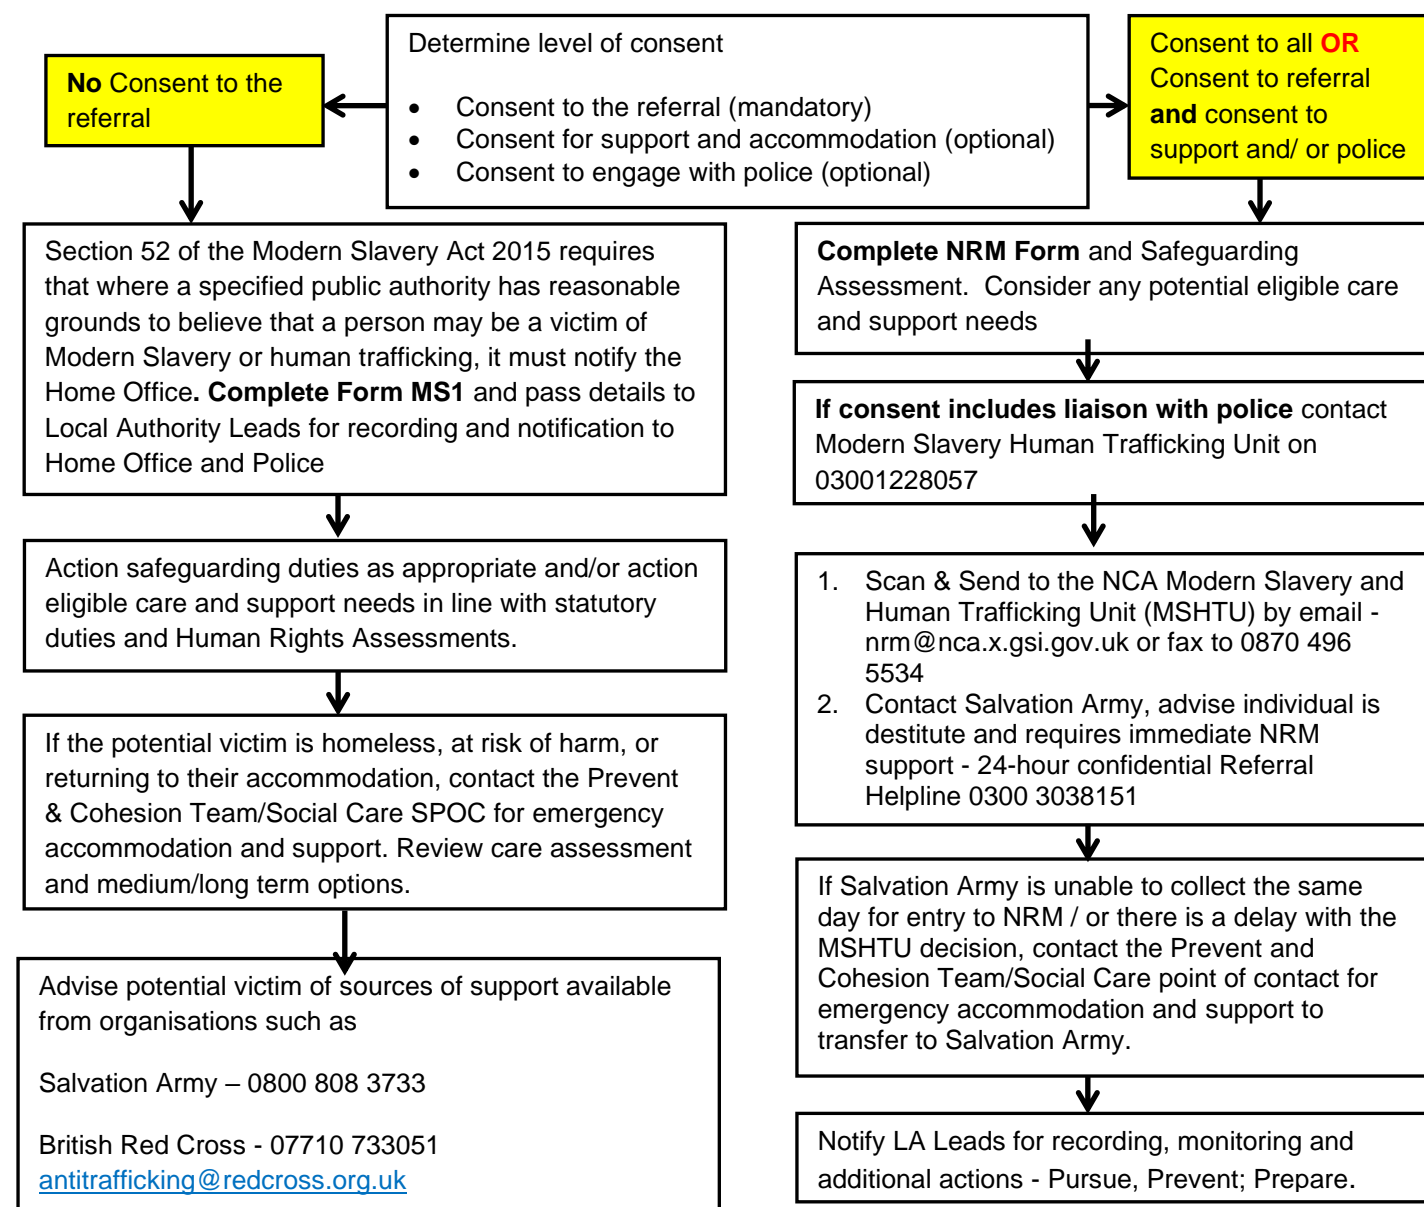 Determine level of consent
• Consent to the referral (mandatory)
• Consent for support and accommodation (optional)
• Consent to engage with police (optional)
No Consent to the
referral
Section 52 of the Modern Slavery Act 2015 requires
that where a specified public authority has reasonable
grounds to believe that a person may be a victim of
Modern Slavery or human trafficking, it must notify the
Home Office. Complete Form MS1 and pass details to
Local Authority Leads for recording and notification to
Home Office and Police
Action safeguarding duties as appropriate and/or action
eligible care and support needs in line with statutory
duties and Human Rights Assessments.
If the potential victim is homeless, at risk of harm, or
returning to their accommodation, contact the Prevent
& Cohesion Team/Social Care SPOC for emergency
accommodation and support. Review care assessment
and medium/long term options.
Advise potential victim of sources of support available
from organisations such as
Salvation Army – 0800 808 3733
British Red Cross - 07710 733051
antitrafficking@redcross.org.uk
Consent to all OR
Consent to referral
and consent to
support and/ or police
Complete NRM Form and Safeguarding
Assessment. Consider any potential eligible care
and support needs
If consent includes liaison with police contact
Modern Slavery Human Trafficking Unit on
03001228057
1. Scan & Send to the NCA Modern Slavery and
Human Trafficking Unit (MSHTU) by email -
nrm@nca.x.gsi.gov.uk or fax to 0870 496
5534
2. Contact Salvation Army, advise individual is
destitute and requires immediate NRM
support - 24-hour confidential Referral
Helpline 0300 3038151
If Salvation Army is unable to collect the same
day for entry to NRM / or there is a delay with the
MSHTU decision, contact the Prevent and
Cohesion Team/Social Care point of contact for
emergency accommodation and support to
transfer to Salvation Army.
Notify LA Leads for recording, monitoring and
additional actions - Pursue, Prevent; Prepare.